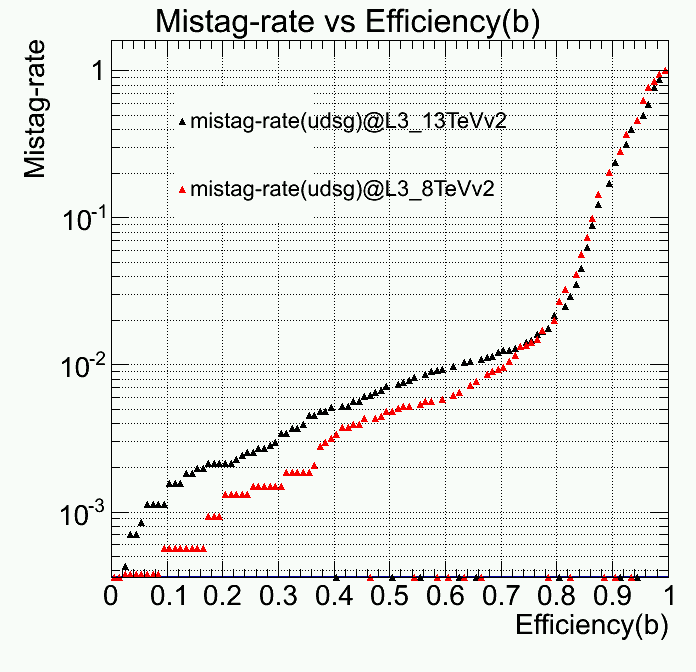 Mistag-rate vs Efficiency(b)
Mistag-rate
1
mistag-rate(udsg)@L3_13TeVv2
mistag-rate(udsg)@L3_8TeVv2
10-1
10-2
10-3
0 0.1 0.2 0.3 0.4 0.5 0.6 0.7 0.8 0.9 1
Efficiency(b)